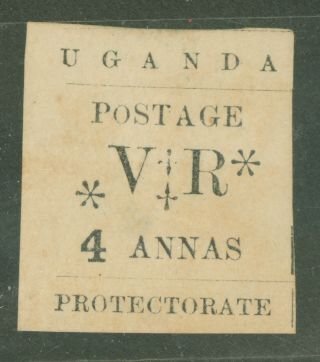 UGANDA
POSTAGE
* V R *
4 ANNAS
PROTECTORATE